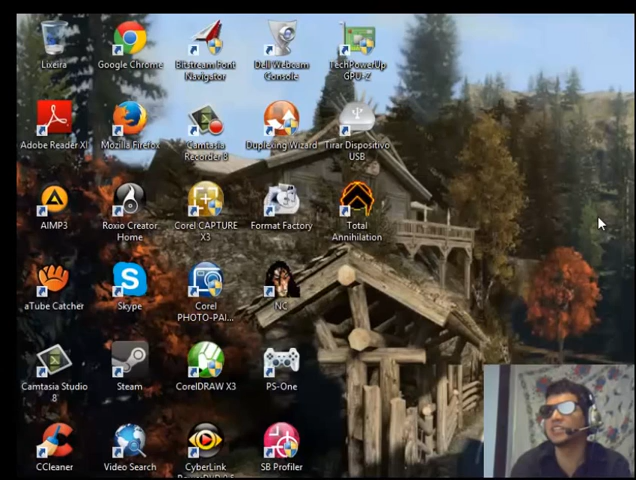 Lixeira
Google Chrome
Bitstream Font
Navigator
Dell Webcam
Console
TechPowerUp
GPU-Z
Adobe Reader XI
Mozilla Firefox
Camtasia
Recorder 8
Duplexing Wizard
Tirar Dispositivo
USB
AIMP3
Roxio Creator
Home
Corel CAPTURE
X3
Format Factory
Total
Annihilation
aTube Catcher
Skype
Corel
PHOTO-PAI...
NC
Camtasia Studio
8
Steam
CorelDRAW X3
PS-One
CCleaner
Video Search
CyberLink
SB Profiler